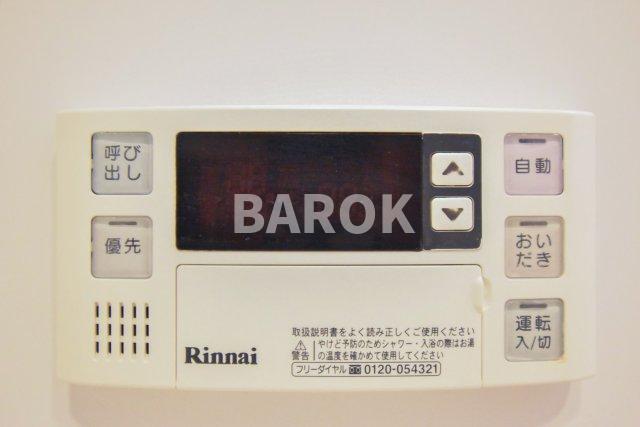 呼び
出し
優先
BAROK
自動
おい
だき
運転
入/切
Rinnai
取扱説明書をよく読み正しくご使用ください
警告
やけど予防のためシャワー・入浴の際はお湯
の温度を確かめて使用してください
フリーダイヤル 0120-054321